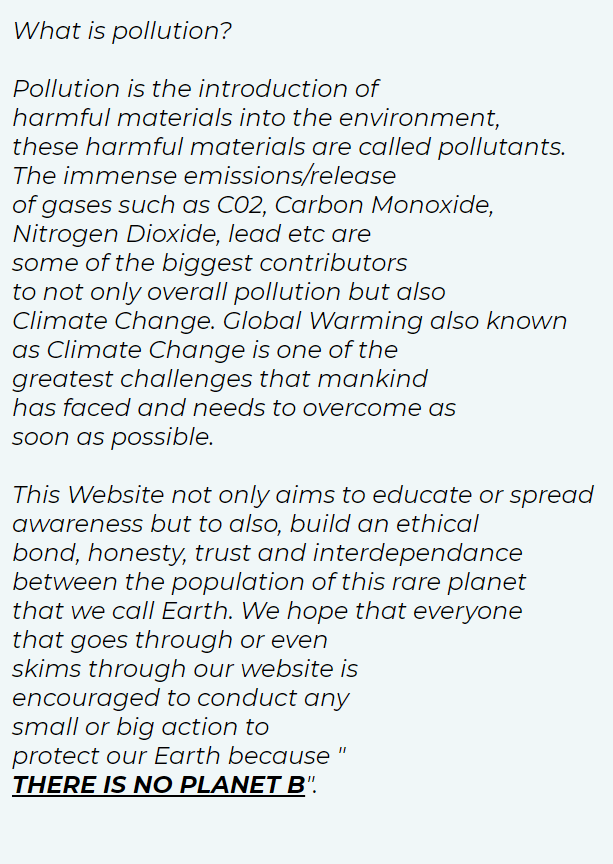 What is pollution?
Pollution is the introduction of
harmful materials into the environment,
these harmful materials are called pollutants.
The immense emissions/release
of gases such as C02, Carbon Monoxide,
Nitrogen Dioxide, lead etc are
some of the biggest contributors
to not only overall pollution but also
Climate Change. Global Warming also known
as Climate Change is one of the
greatest challenges that mankind
has faced and needs to overcome as
soon as possible.
This Website not only aims to educate or spread
awareness but to also, build an ethical
bond, honesty, trust and interdependance
between the population of this rare planet
that we call Earth. We hope that everyone
that goes through or even
skims through our website is
encouraged to conduct any
small or big action to
protect our Earth because "
THERE IS NO PLANET B".